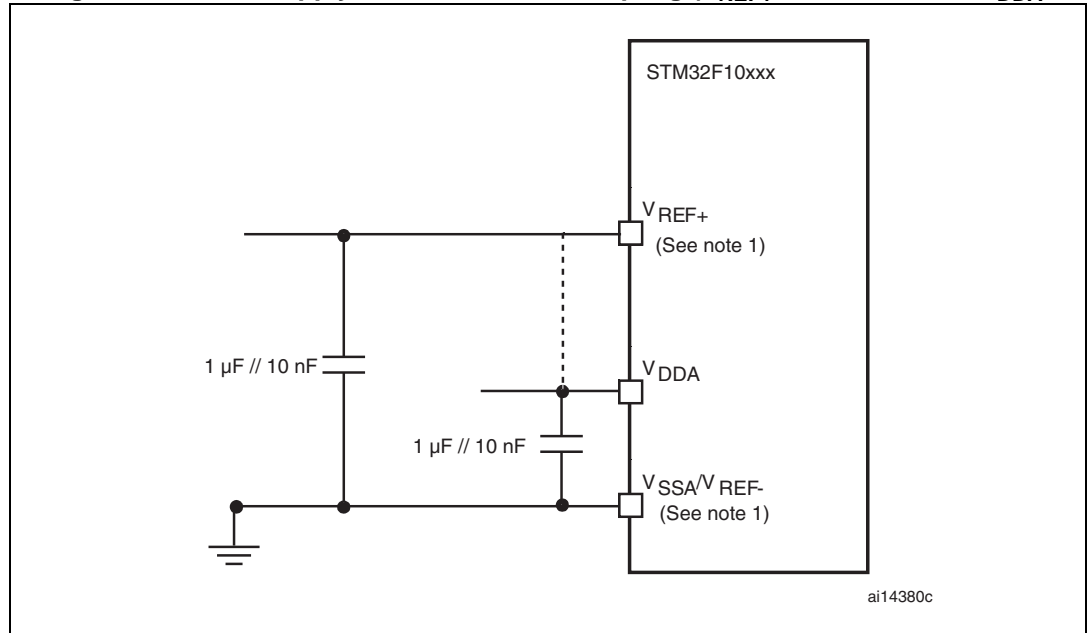 STM32F10xxx
VREF+
(See note 1)
1 µF // 10 nF
VDDA
1 µF // 10 nF
VSSA/VREF-
(See note 1)
ai14380c